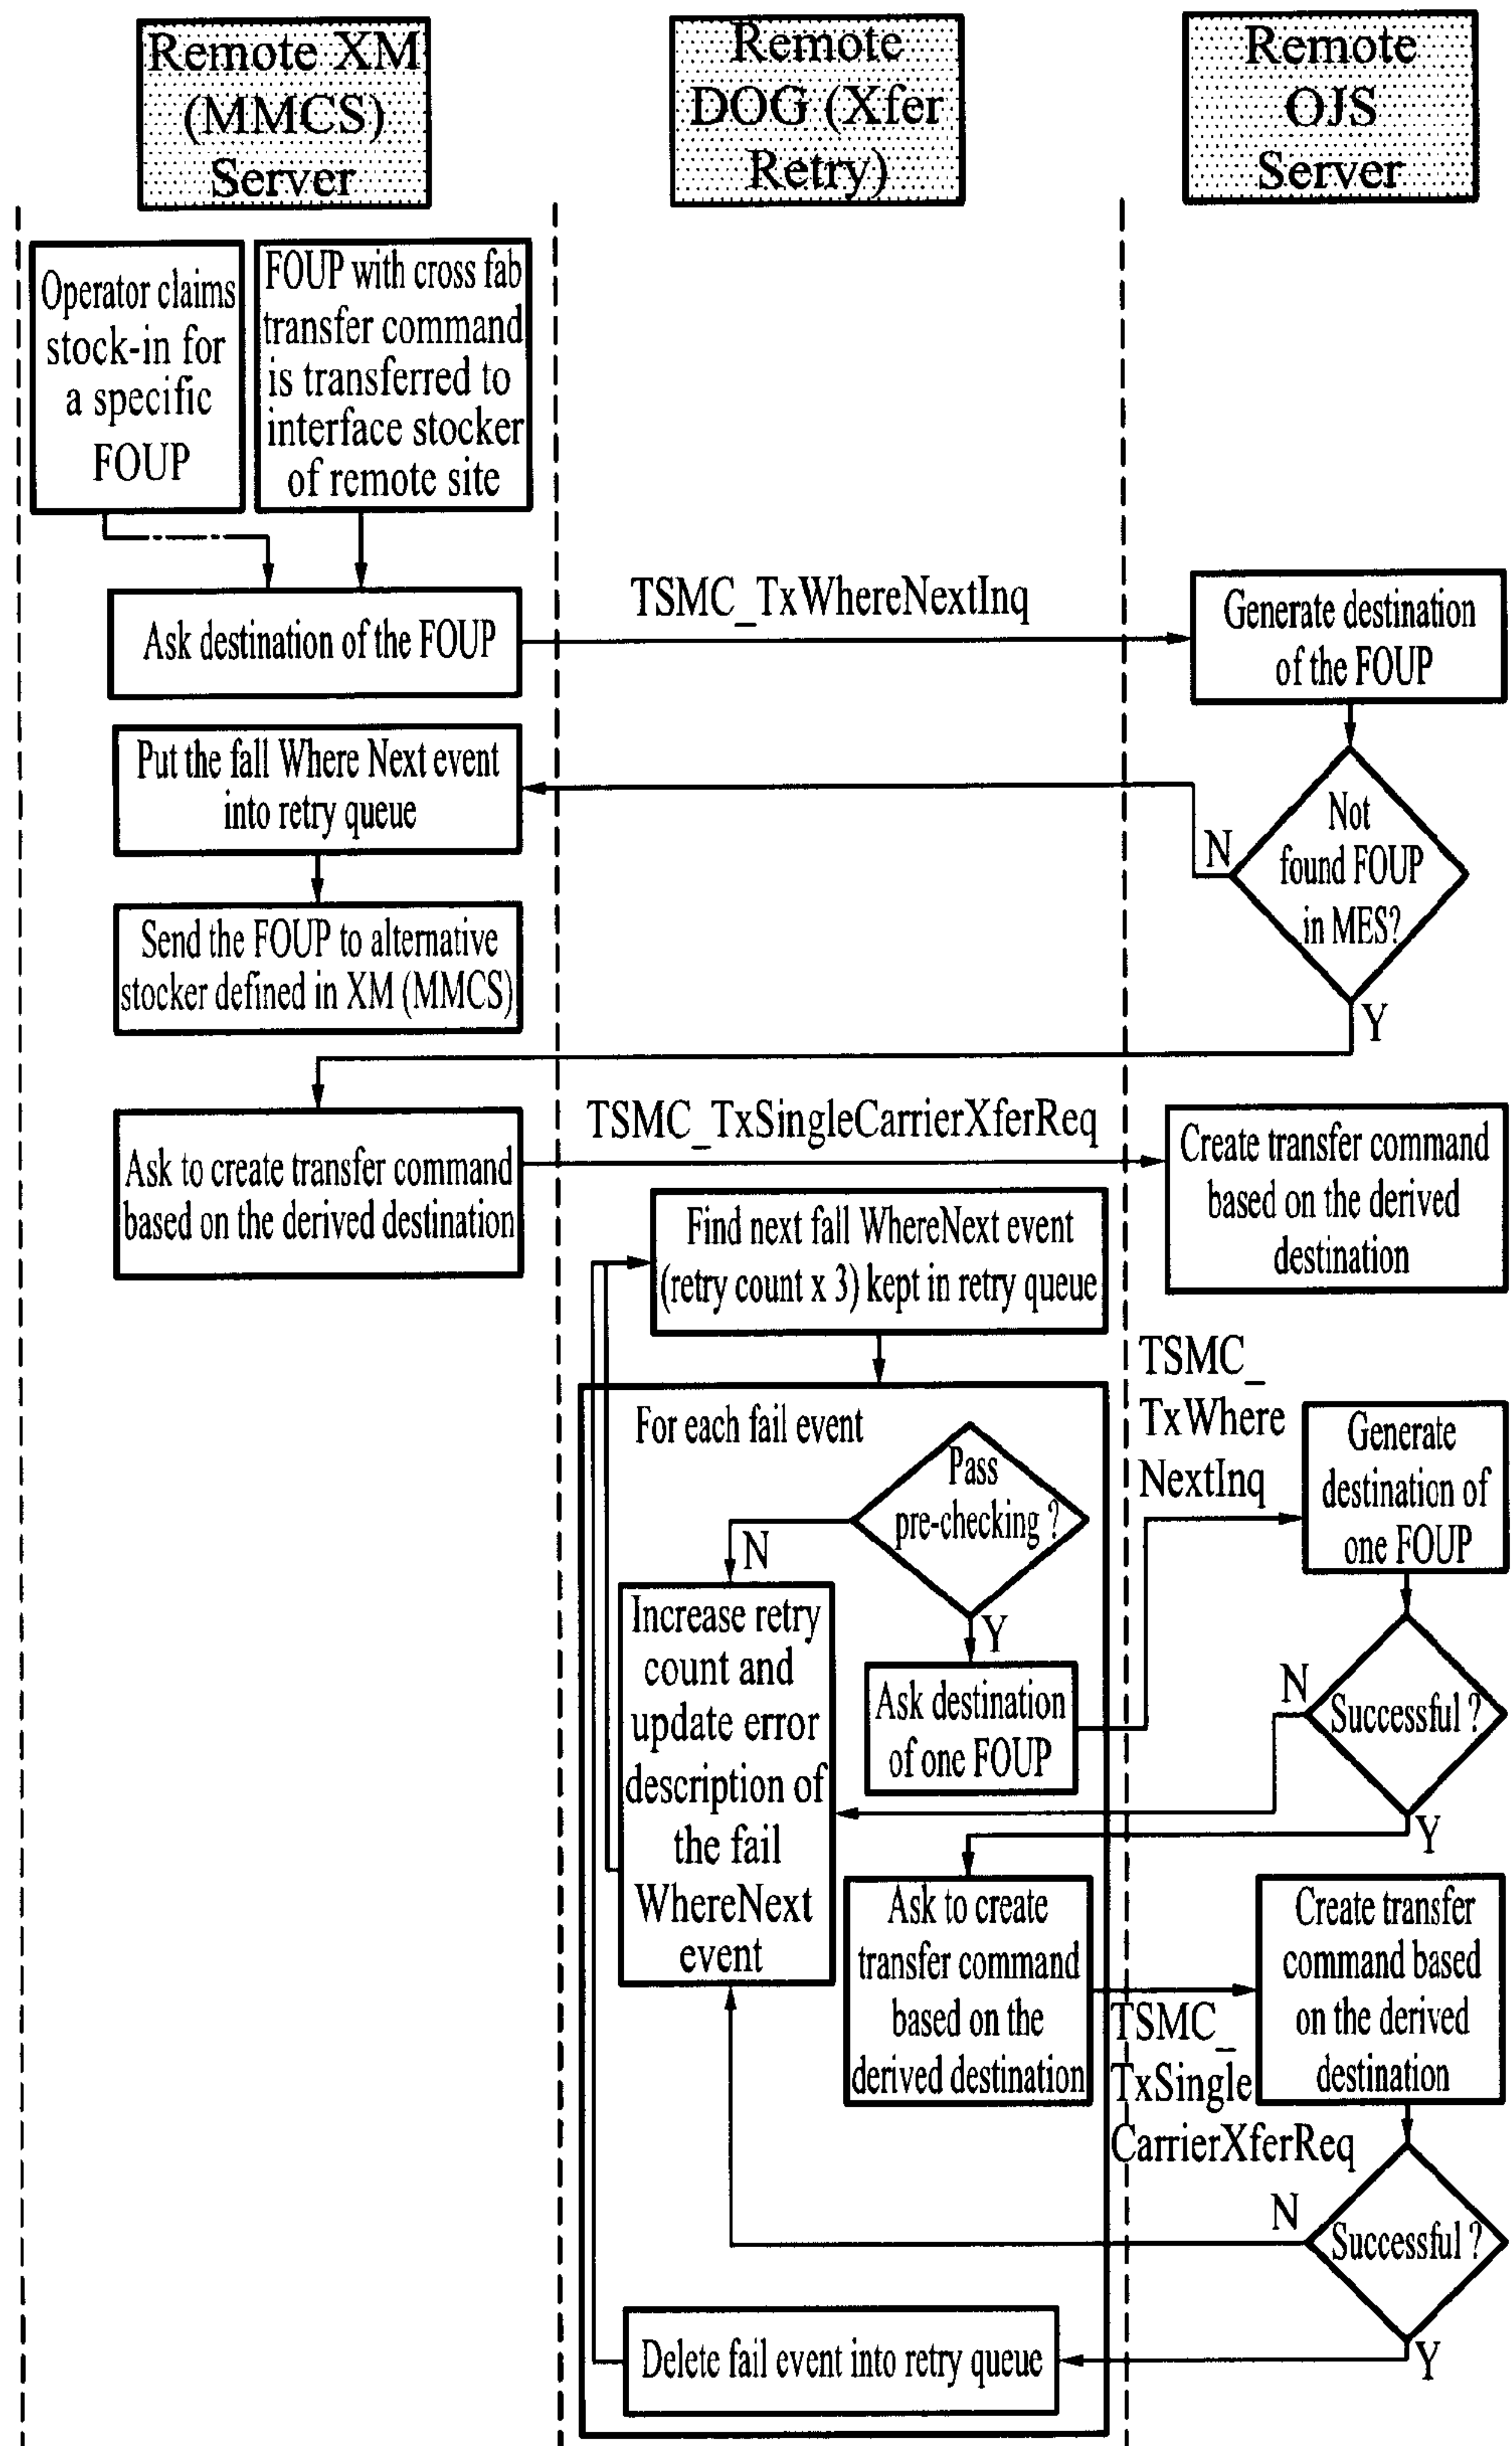 Remote XM
(MMCS)
Server
Remote
DOG (Xfer
Retry)
Remote
OJS
Server
Operator claims
stock-in for
a specific
FOUP
FOUP with cross fab
transfer command
is transferred to
interface stocker
of remote site
Ask destination of the FOUP
TSMC_TxWhereNextInq
Generate destination
of the FOUP
Put the fall Where Next event
into retry queue
Not
found FOUP
in MES?
N
Y
Send the FOUP to alternative
stocker defined in XM (MMCS)
Ask to create transfer command
based on the derived destination
TSMC_TxSingleCarrierXferReq
Create transfer command
based on the derived
destination
Find next fall WhereNext event
(retry count x 3) kept in retry queue
For each fail event
Pass
pre-checking ?
N
Y
TSMC_
TxWhere
NextInq
Generate
destination of
one FOUP
Increase retry
count and
update error
description of
the fail
WhereNext
event
Ask destination
of one FOUP
N
Successful ?
Y
Ask to create
transfer command
based on the
derived destination
TSMC_
TxSingle
CarrierXferReq
Create transfer
command based
on the derived
destination
N
Successful ?
Y
Delete fail event into retry queue